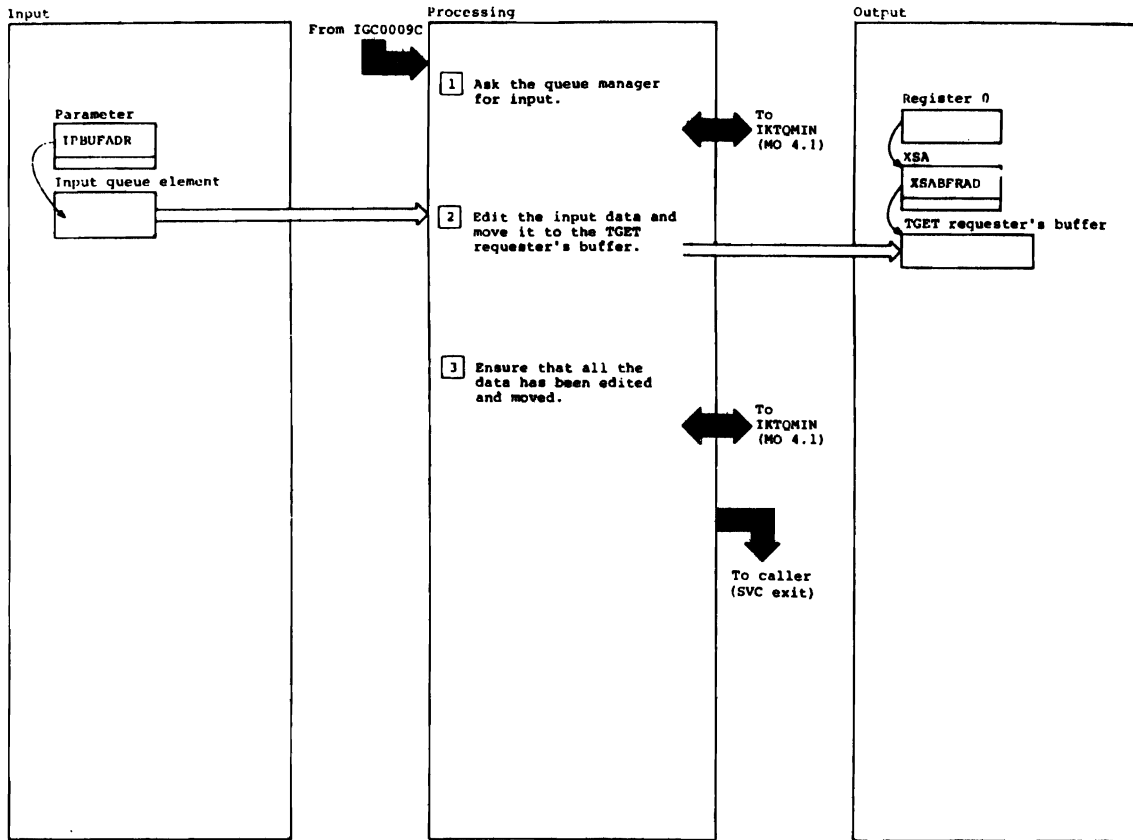 Input
Processing
Output
From IGC0009C
1 Ask the queue manager
for input.
Parameter
IPBUFADR
Input queue element
To
IKTQMIN
(MO 4.1)
Register 0
XSA
XSABFRAD
TGET requester's buffer
2 Edit the input data and
move it to the TGET
requester's buffer.
3 Ensure that all the
data has been edited
and moved.
To
IKTQMIN
(MO 4.1)
To caller
(SVC exit)